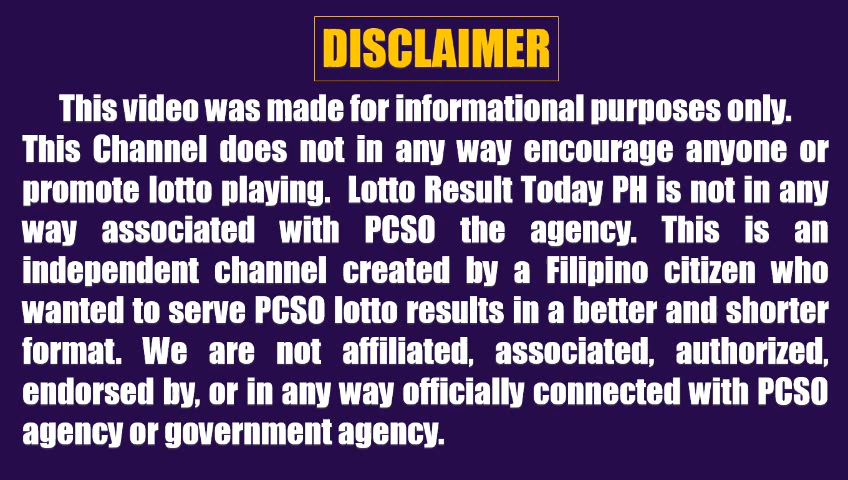 DISCLAIMER
This video was made for informational purposes only.
This Channel does not in any way encourage anyone or
promote lotto playing. Lotto Result Today PH is not in any
way associated with PCSO the agency. This is an
independent channel created by a Filipino citizen who
wanted to serve PCSO lotto results in a better and shorter
format. We are not affiliated, associated, authorized,
endorsed by, or in any way officially connected with PCSO
agency or government agency.